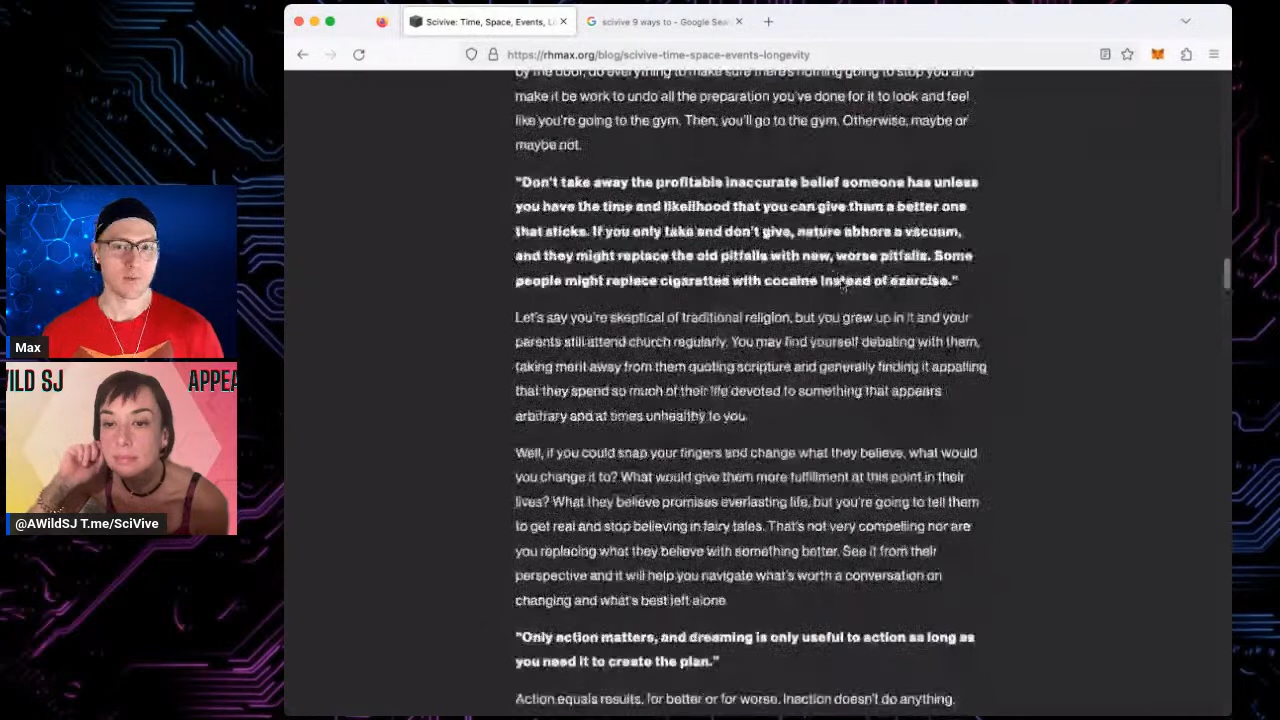 Scivive: Time, Space, Events, L
scivive 9 ways to - Google Sea
https://rhmax.org/blog/scivive-time-space-events-longevity
by the door, do everything to make sure there's nothing going to stop you and
make it be work to undo all the preparation you've done for it to look and feel
like you're going to the gym. Then, you'll go to the gym. Otherwise, maybe or
maybe not.
"Don't take away the profitable inaccurate belief someone has unless
you have the time and likelihood that you can give them a better one
that sticks. If you only take and don't give, nature abhors a vacuum,
and they might replace the old pitfalls with new, worse pitfalls. Some
people might replace cigarettes with cocaine instead of exercise."
Let's say you're skeptical of traditional religion, but you grew up in it and your
parents still attend church regularly. You may find yourself debating with them,
taking merit away from them quoting scripture and generally finding it appalling
that they spend so much of their life devoted to something that appears
arbitrary and at times unhealthy to you.
Well, if you could snap your fingers and change what they believe, what would
you change it to? What would give them more fulfillment at this point in their
lives? What they believe promises everlasting life, but you're going to tell them
to get real and stop believing in fairy tales. That's not very compelling nor are
you replacing what they believe with something better. See it from their
perspective and it will help you navigate what's worth a conversation on
changing and what's best left alone.
"Only action matters, and dreaming is only useful to action as long as
you need it to create the plan."
Action equals results, for better or for worse. Inaction doesn't do anything.
Max
WILD SJ
APPEA
@AWildSJ T.me/SciVive